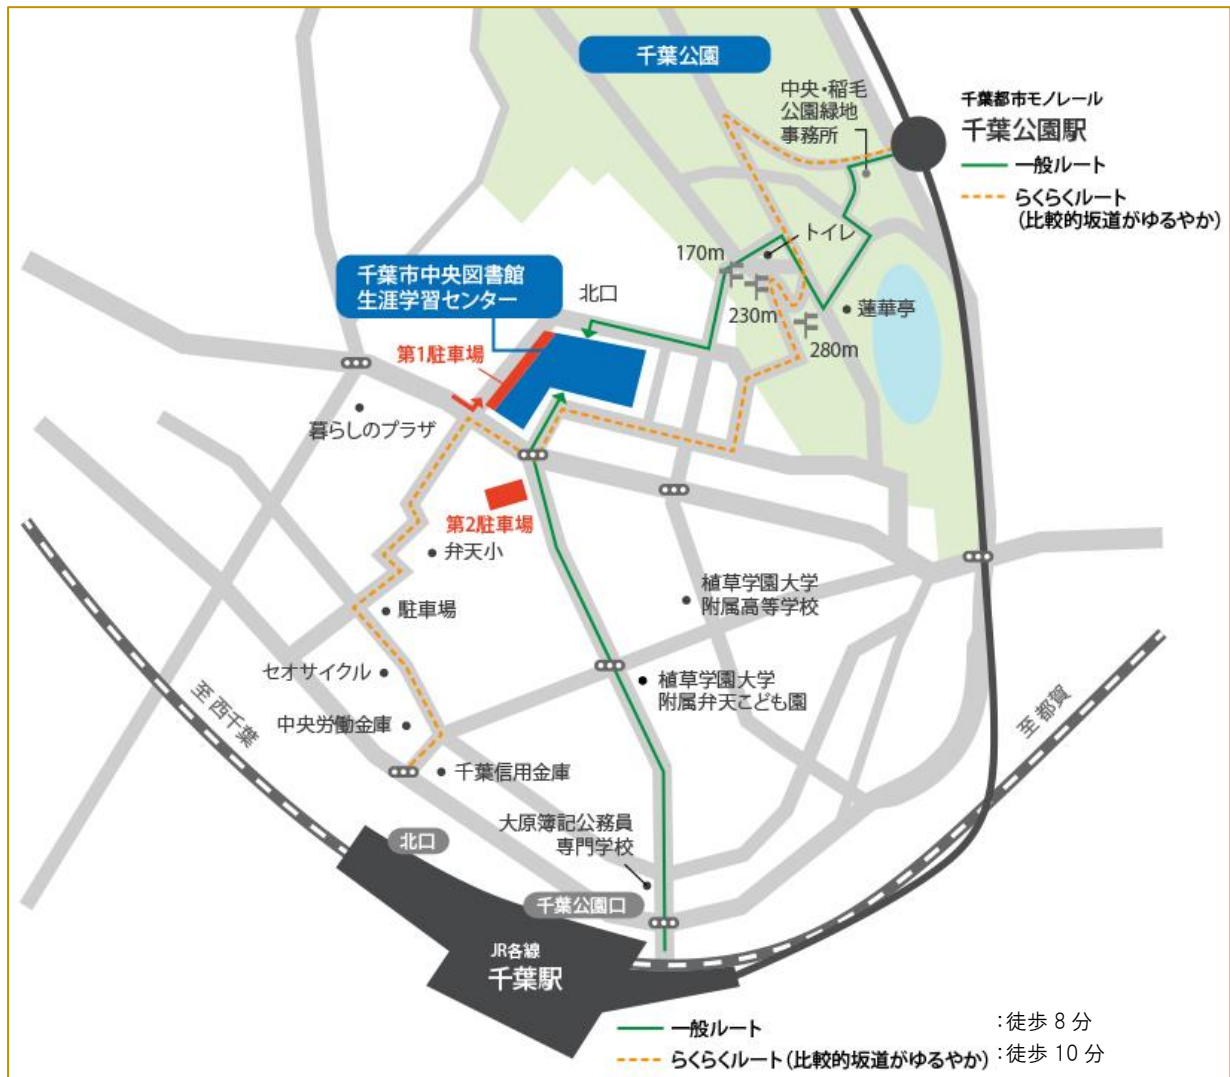 千葉公園
中央・稲毛
公園緑地
事務所
千葉都市モノレール
千葉公園駅
一般ルート
らくらくルート
(比較的坂道がゆるやか)
トイレ
170m
230m
280m
蓮華亭
千葉市中央図書館
生涯学習センター
北口
第1駐車場
暮らしのプラザ
第2駐車場
弁天小
植草学園大学
附属高等学校
駐車場
セオサイクル
植草学園大学
附属弁天こども園
至西千葉
至都賀
中央労働金庫
千葉信用金庫
大原簿記公務員
専門学校
北口
千葉公園口
JR各線
千葉駅
一般ルート :徒歩 8 分
らくらくルート(比較的坂道がゆるやか) :徒歩 10 分